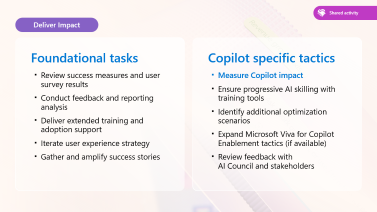 Deliver Impact
Shared activity
Foundational tasks
• Review success measures and user
survey results
• Conduct feedback and reporting
analysis
• Deliver extended training and
adoption support
• Iterate user experience strategy
• Gather and amplify success stories
Copilot specific tactics
• Measure Copilot impact
• Ensure progressive AI skilling with
training tools
• Identify additional optimization
scenarios
• Expand Microsoft Viva for Copilot
Enablement tactics (if available)
• Review feedback with
AI Council and stakeholders